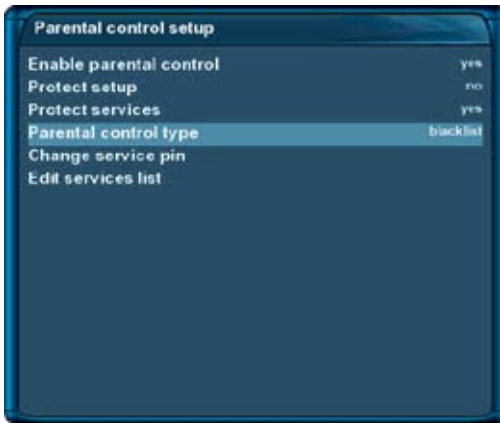 Parental control setup
Enable parental control yes
Protect setup no
Protect services yes
Parental control type blacklist
Change service pin
Edit services list